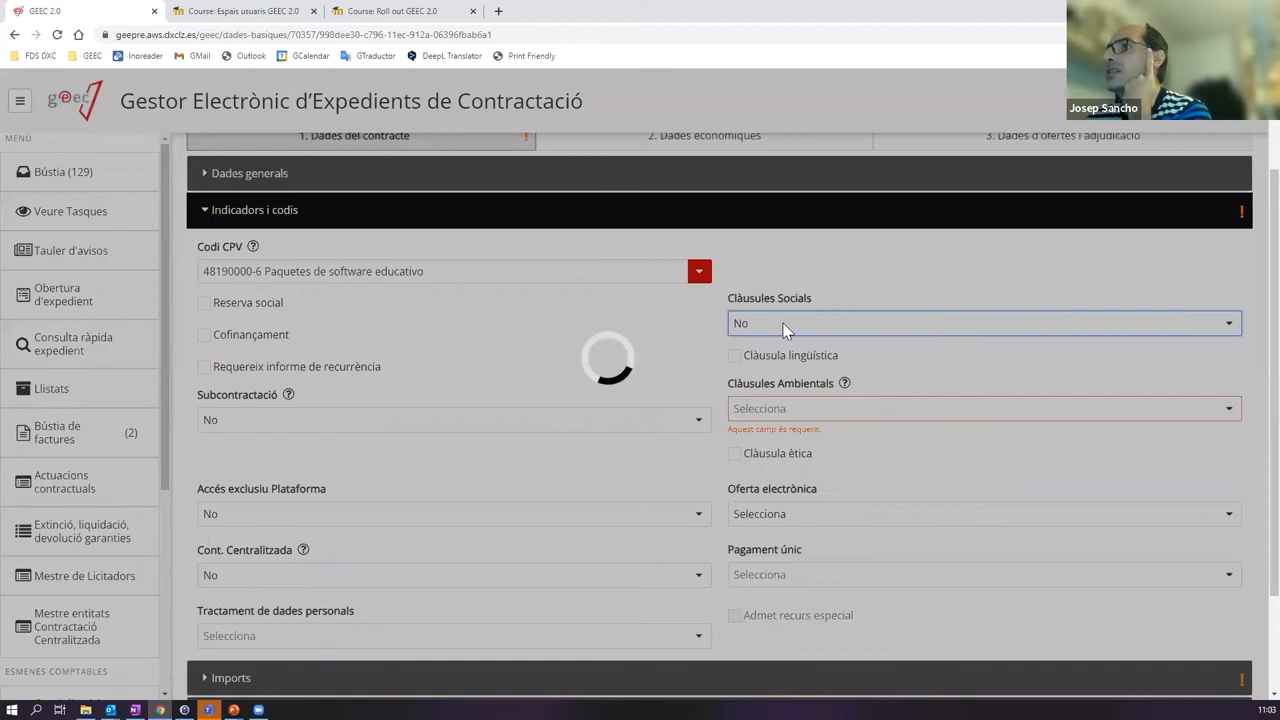 GEEC 2.0
Course: Espais usuaris GEEC 2.0
Course: Roll out GEEC 2.0
geepre.aws.dxclz.es/geec/dades-basiques/70357/998dee30-c796-11ec-912a-06396fbab6a1
FDS DXC
GEEC
Inoreader
GMail
Outlook
GCalendar
GTraductor
DeepL Translator
Print Friendly
Josep Sancho
geec
Gestor Electrònic d'Expedients de Contractació
MENÚ
Bústia (129)
Veure Tasques
Tauler d'avisos
Obertura
d'expedient
Consulta ràpida
expedient
Llistats
Bústia de
factures
(2)
Actuacions
contractuals
Extinció, liquidació,
devolució garanties
Mestre de Licitadors
Mestre entitats
Contractació
Centralitzada
ESMENES COMPTABLES
1. Dades del contracte
!
2. Dades econòmiques
3. Dades d'ofertes i adjudicació
Dades generals
Indicadors i codis
!
Codi CPV ?
48190000-6 Paquetes de software educativo
Reserva social
Cofinançament
Requereix informe de recurrència
Subcontractació ?
No
Clàusules Socials
No
Clàusula lingüística
Clàusules Ambientals ?
Selecciona
Aquest camp és requerit.
Clàusula ètica
Accés exclusiu Plataforma
No
Oferta electrònica
Selecciona
Cont. Centralitzada ?
No
Pagament únic
Selecciona
Tractament de dades personals
Selecciona
Admet recurs especial
Imports
!
11:03